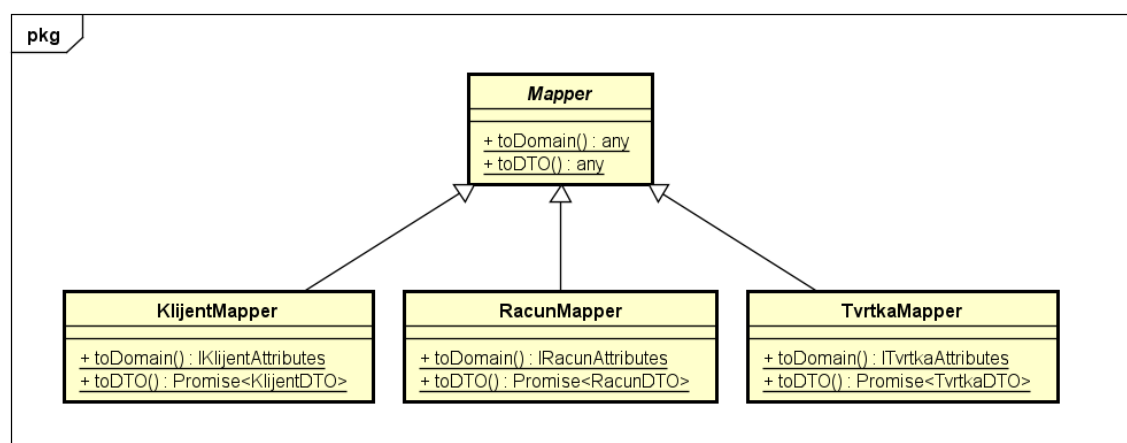 pkg
Mapper
+ toDomain() : any
+ toDTO() : any
KlijentMapper
+ toDomain() : IKlijentAttributes
+ toDTO() : Promise<KlijentDTO>
RacunMapper
+ toDomain() : IRacunAttributes
+ toDTO() : Promise<RacunDTO>
TvrtkaMapper
+ toDomain() : ITvrtkaAttributes
+ toDTO() : Promise<TvrtkaDTO>